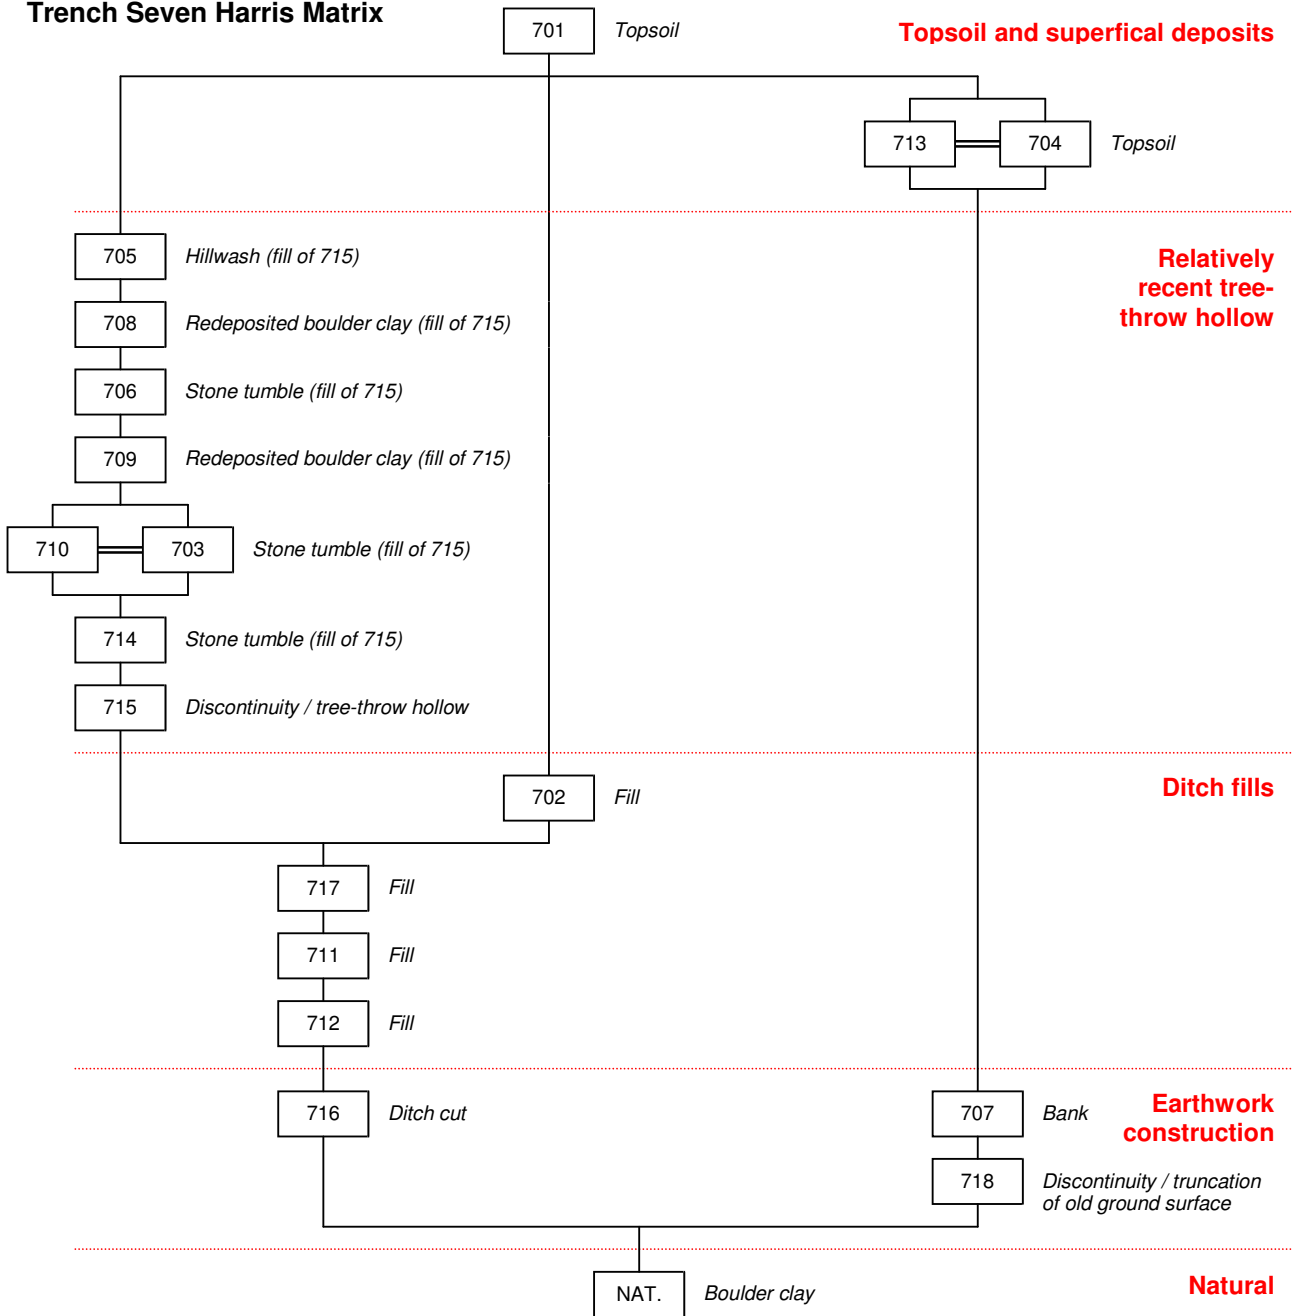 Trench Seven Harris Matrix
701 Topsoil
Topsoil and superfical deposits
713 704 Topsoil
705 Hillwash (fill of 715)
Relatively
recent tree-
throw hollow
708 Redeposited boulder clay (fill of 715)
706 Stone tumble (fill of 715)
709 Redeposited boulder clay (fill of 715)
710 703 Stone tumble (fill of 715)
714 Stone tumble (fill of 715)
715 Discontinuity / tree-throw hollow
702 Fill
Ditch fills
717 Fill
711 Fill
712 Fill
716 Ditch cut
707 Bank
Earthwork
construction
718 Discontinuity / truncation
of old ground surface
NAT. Boulder clay
Natural